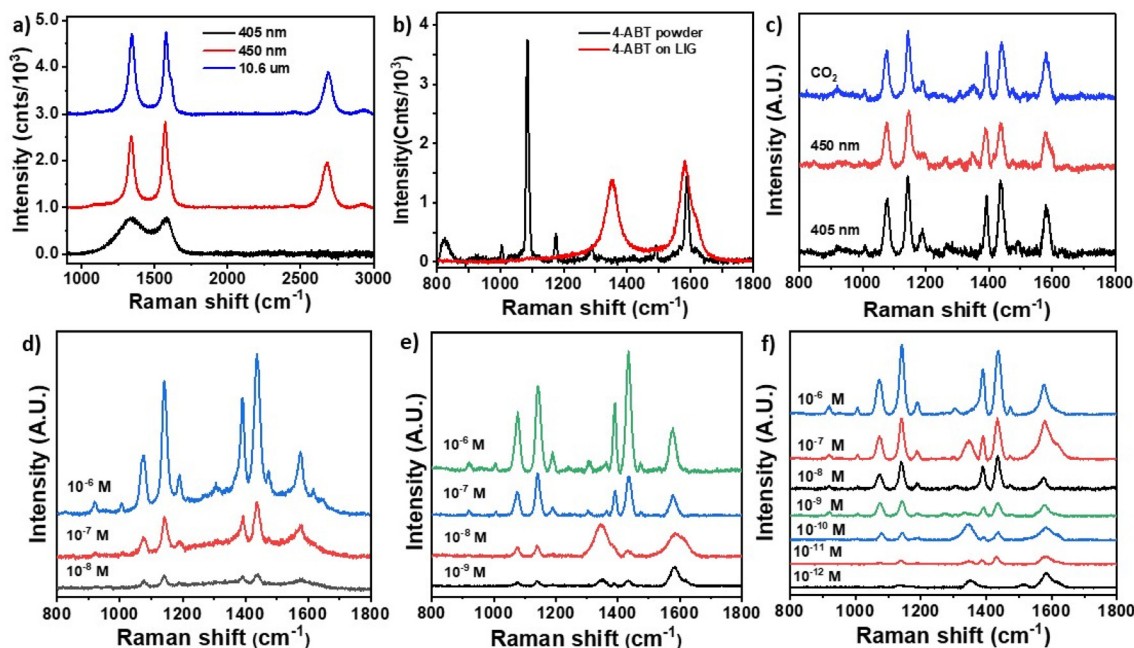 a)
5.0
4.0
3.0
2.0
1.0
0.0
Intensity (cnts/10³)
405 nm
450 nm
10.6 um
1000 1500 2000 2500 3000
Raman shift (cm⁻¹)
b)
4
3
2
1
0
Intensity(Cnts/10³)
4-ABT powder
4-ABT on LIG
400 800 1000 1200 1400 1600 1800
Raman shift (cm⁻¹)
c)
Intensity (A.U.)
CO₂
450 nm
405 nm
800 1000 1200 1400 1600 1800
Raman shift (cm⁻¹)
d)
Intensity (A.U.)
10⁻⁶ M
10⁻⁷ M
10⁻⁸ M
800 1000 1200 1400 1600 1800
Raman shift (cm⁻¹)
e)
Intensity (A.U.)
10⁻⁶ M
10⁻⁷ M
10⁻⁸ M
10⁻⁹ M
800 1000 1200 1400 1600 1800
Raman shift (cm⁻¹)
f)
Intensity (A.U.)
10⁻⁶ M
10⁻⁷ M
10⁻⁸ M
10⁻⁹ M
10⁻¹⁰ M
10⁻¹¹ M
10⁻¹² M
800 1000 1200 1400 1600 1800
Raman shift (cm⁻¹)